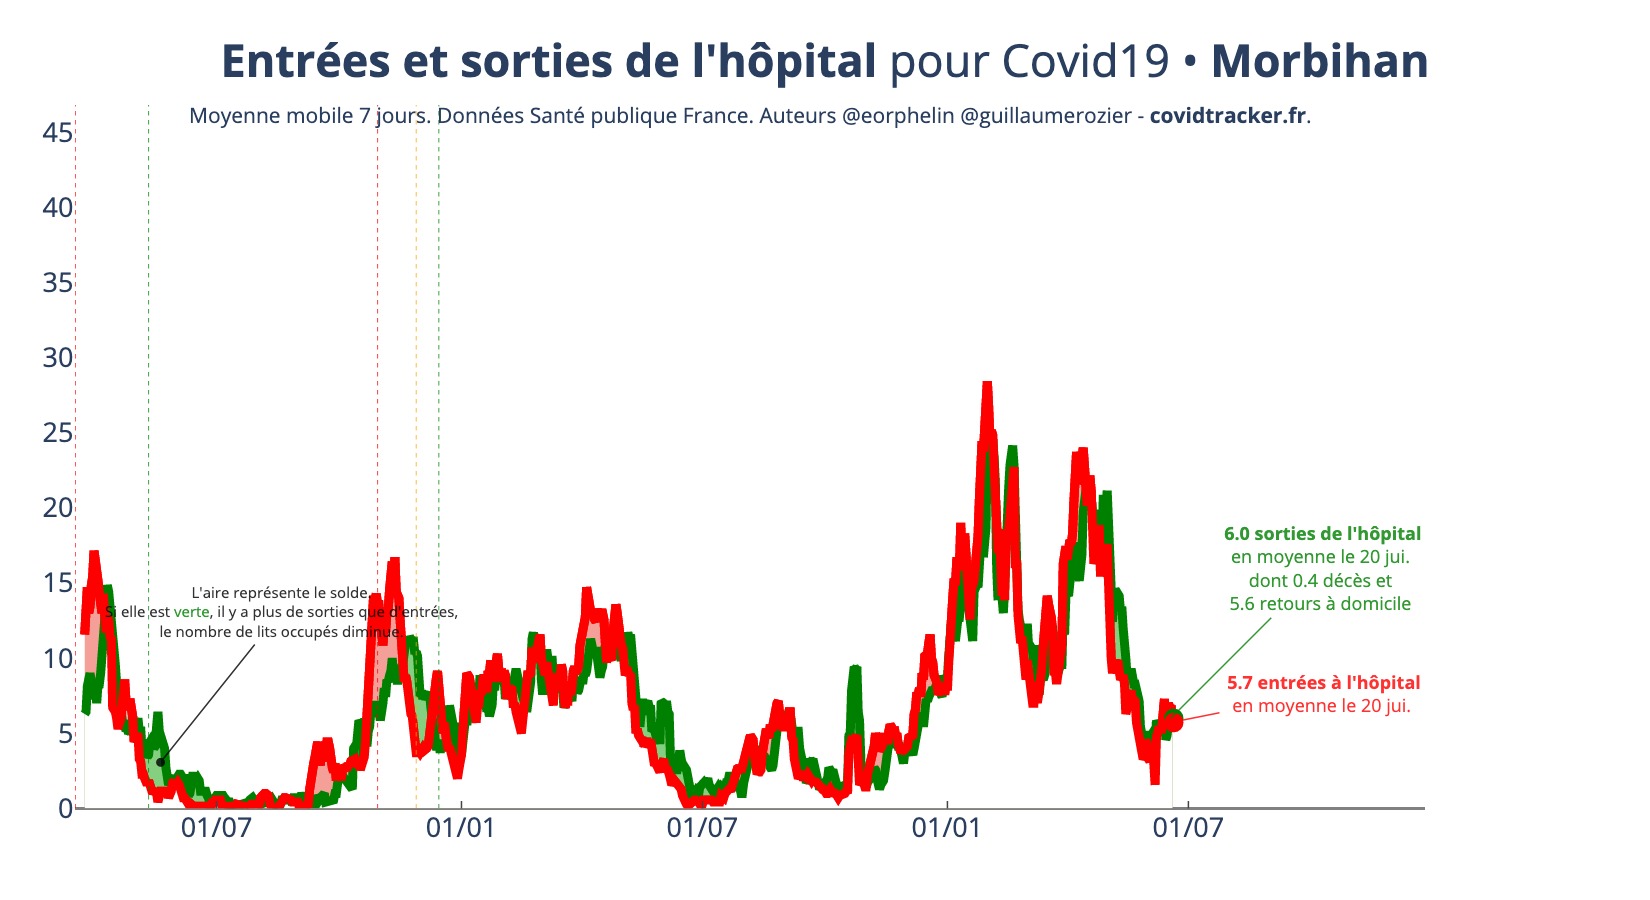 Entrées et sorties de l'hôpital pour Covid19 • Morbihan
Moyenne mobile 7 jours. Données Santé publique France. Auteurs @eorphelin @guillaumerozier - covidtracker.fr.
45
40
35
30
25
20
15
10
5
0
L'aire représente le solde.
Si elle est verte, il y a plus de sorties que d'entrées,
le nombre de lits occupés diminue.
6.0 sorties de l'hôpital
en moyenne le 20 jui.
dont 0.4 décès et
5.6 retours à domicile
5.7 entrées à l'hôpital
en moyenne le 20 jui.
01/07 01/01 01/07 01/01 01/07